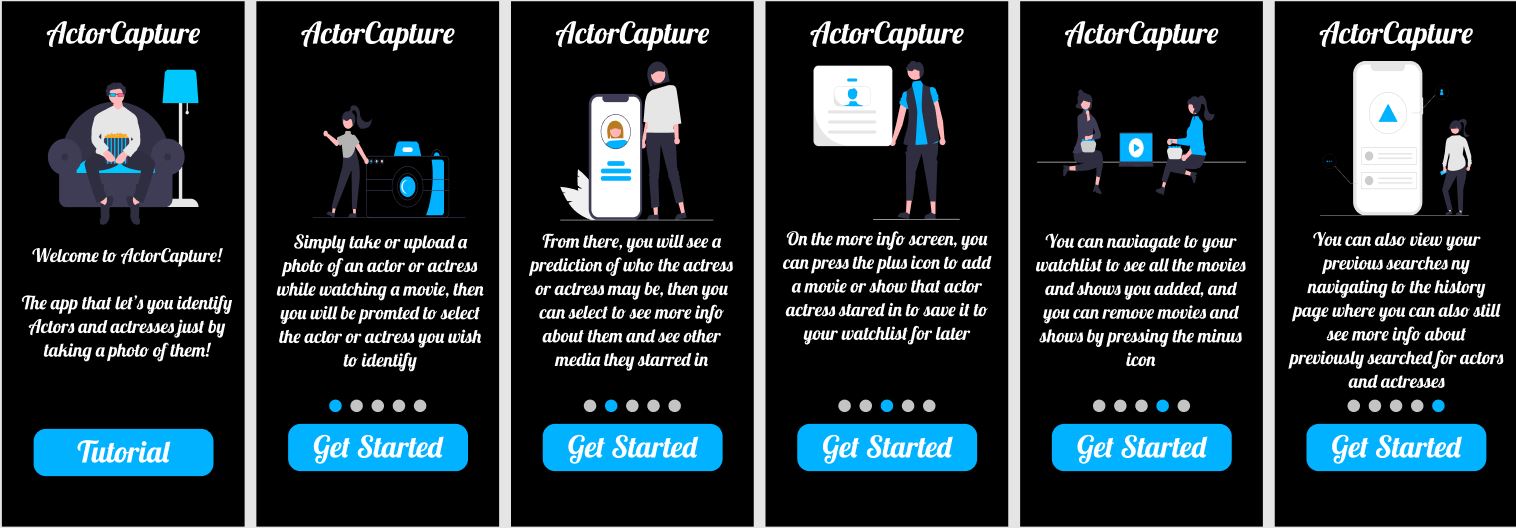 ActorCapture
Welcome to ActorCapture!
The app that let's you identify
Actors and actresses just by
taking a photo of them!
Tutorial
ActorCapture
Simply take or upload a
photo of an actor or actress
while watching a movie, then
you will be promted to select
the actor or actress you wish
to identify
Get Started
ActorCapture
From there, you will see a
prediction of who the actress
or actress may be, then you
can select to see more info
about them and see other
media they starred in
Get Started
ActorCapture
On the more info screen, you
can press the plus icon to add
a movie or show that actor
actress stared in to save it to
your watchlist for later
Get Started
ActorCapture
You can naviagate to your
watchlist to see all the movies
and shows you added, and
you can remove movies and
shows by pressing the minus
icon
Get Started
ActorCapture
You can also view your
previous searches ny
navigating to the history
page where you can also still
see more info about
previously searched for actors
and actresses
Get Started